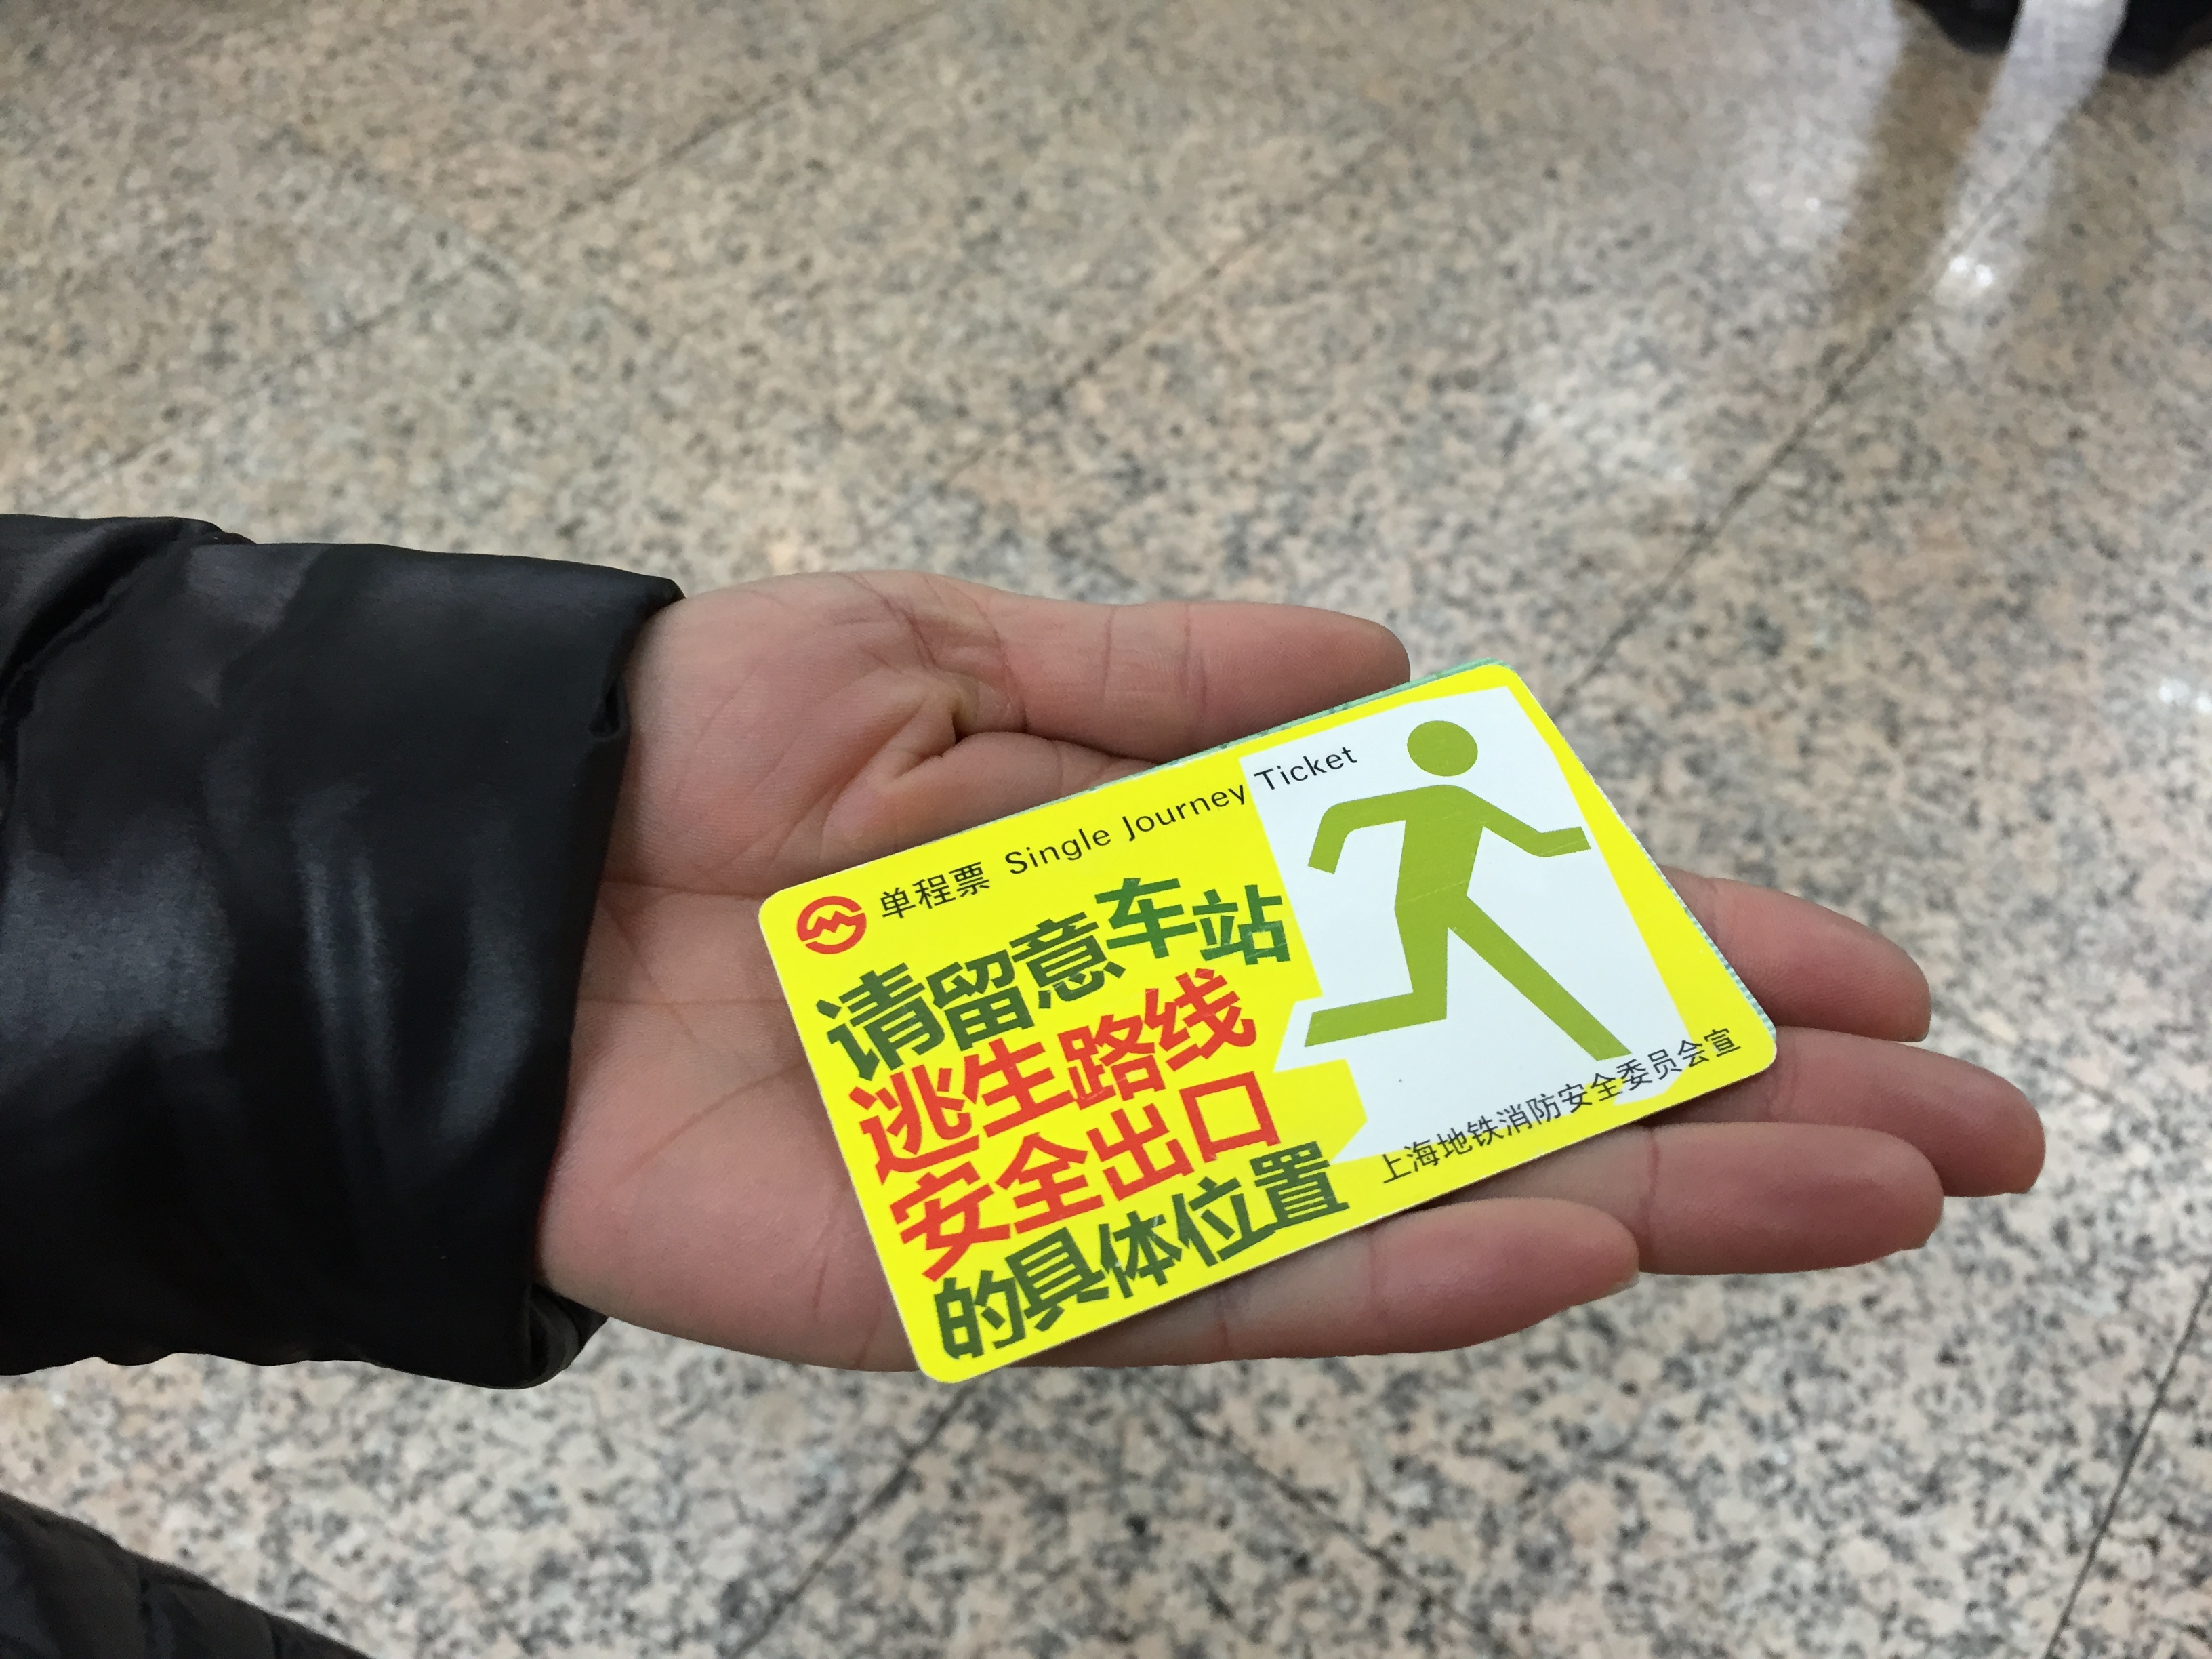 单程票 Single Journey Ticket
请留意车站
逃生路线
安全出口
的具体位置
上海地铁消防安全委员会宣